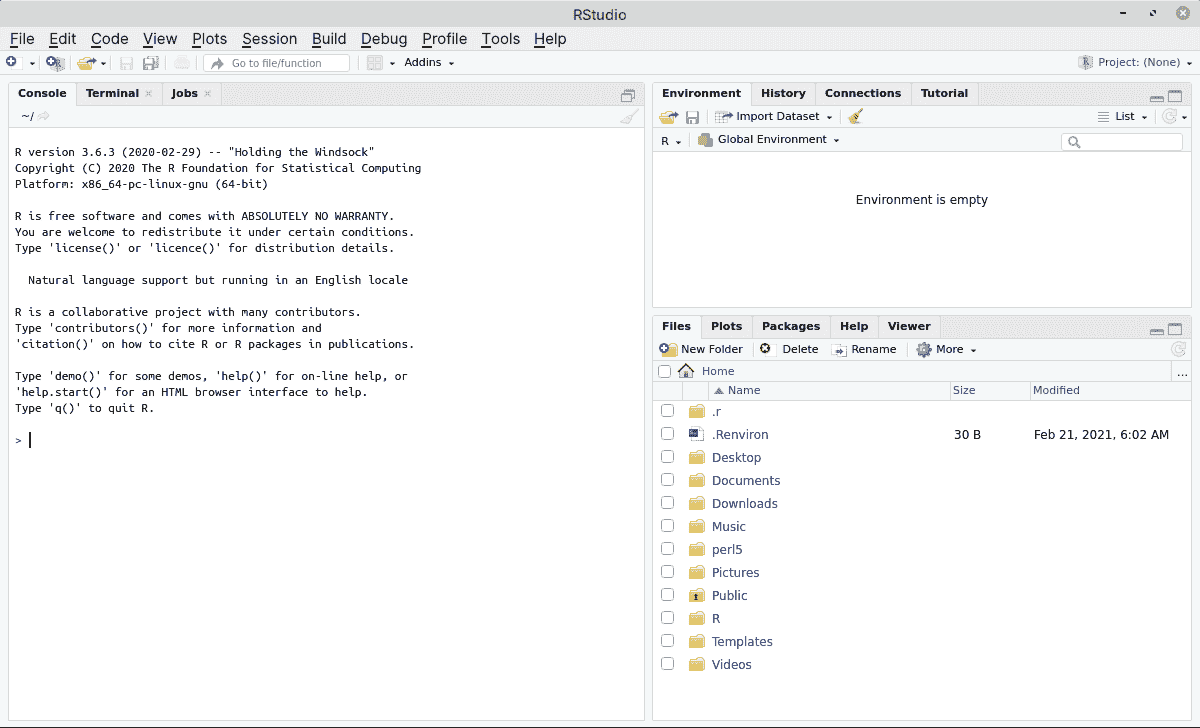 RStudio
File Edit Code View Plots Session Build Debug Profile Tools Help
Go to file/function Addins Project: (None)
Console Terminal Jobs
~/
R version 3.6.3 (2020-02-29) -- "Holding the Windsock"
Copyright (C) 2020 The R Foundation for Statistical Computing
Platform: x86_64-pc-linux-gnu (64-bit)
R is free software and comes with ABSOLUTELY NO WARRANTY.
You are welcome to redistribute it under certain conditions.
Type 'license()' or 'licence()' for distribution details.
Natural language support but running in an English locale
R is a collaborative project with many contributors.
Type 'contributors()' for more information and
'citation()' on how to cite R or R packages in publications.
Type 'demo()' for some demos, 'help()' for on-line help, or
'help.start()' for an HTML browser interface to help.
Type 'q()' to quit R.
>
Environment History Connections Tutorial
Import Dataset List
R Global Environment
Environment is empty
Files Plots Packages Help Viewer
New Folder Delete Rename More
Home ...
Name Size Modified
.r
.Renviron 30 B Feb 21, 2021, 6:02 AM
Desktop
Documents
Downloads
Music
perl5
Pictures
Public
R
Templates
Videos